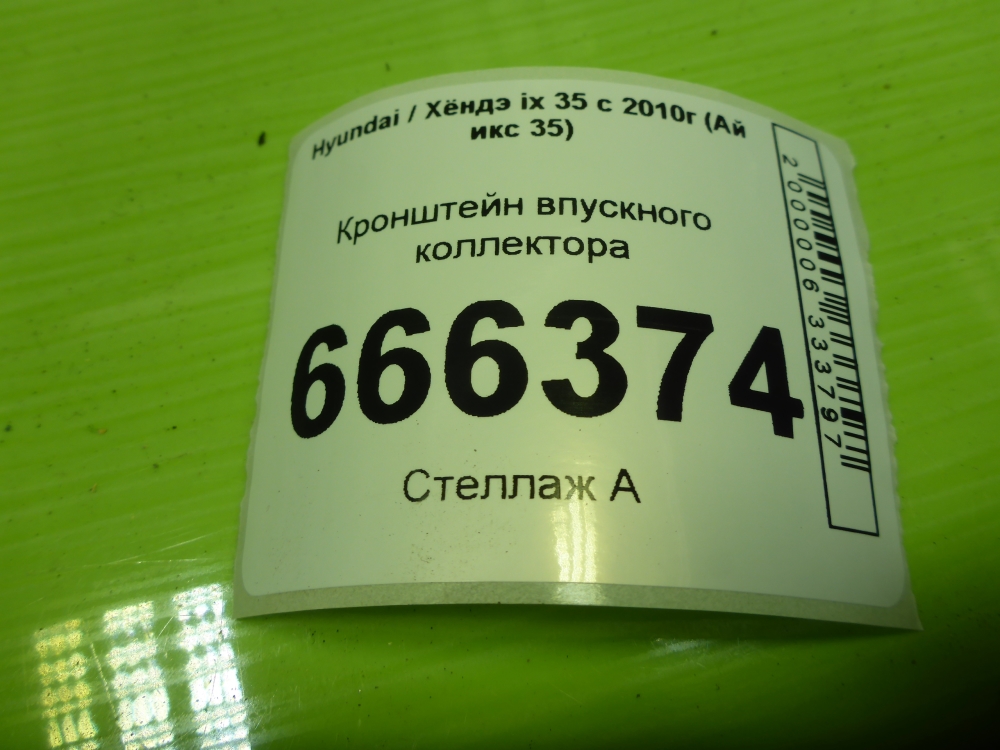 Hyundai / Хёндэ ix 35 с 2010г (Ай
икс 35)
Кронштейн впускного
коллектора
666374
Стеллаж А
2000006333797